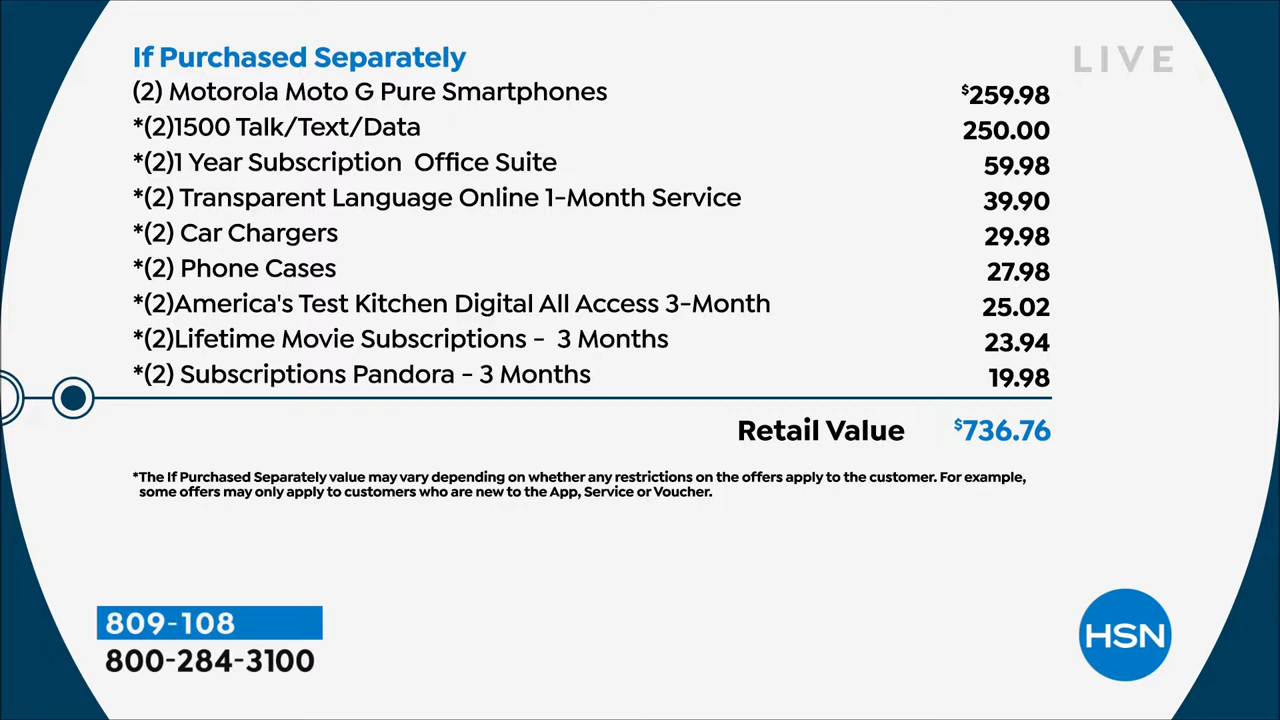 If Purchased Separately
LIVE
(2) Motorola Moto G Pure Smartphones $259.98
*(2)1500 Talk/Text/Data 250.00
*(2)1 Year Subscription  Office Suite 59.98
*(2) Transparent Language Online 1-Month Service 39.90
*(2) Car Chargers 29.98
*(2) Phone Cases 27.98
*(2)America's Test Kitchen Digital All Access 3-Month 25.02
*(2)Lifetime Movie Subscriptions -  3 Months 23.94
*(2) Subscriptions Pandora - 3 Months 19.98
Retail Value $736.76
*The If Purchased Separately value may vary depending on whether any restrictions on the offers apply to the customer. For example,
some offers may only apply to customers who are new to the App, Service or Voucher.
809-108
800-284-3100
HSN